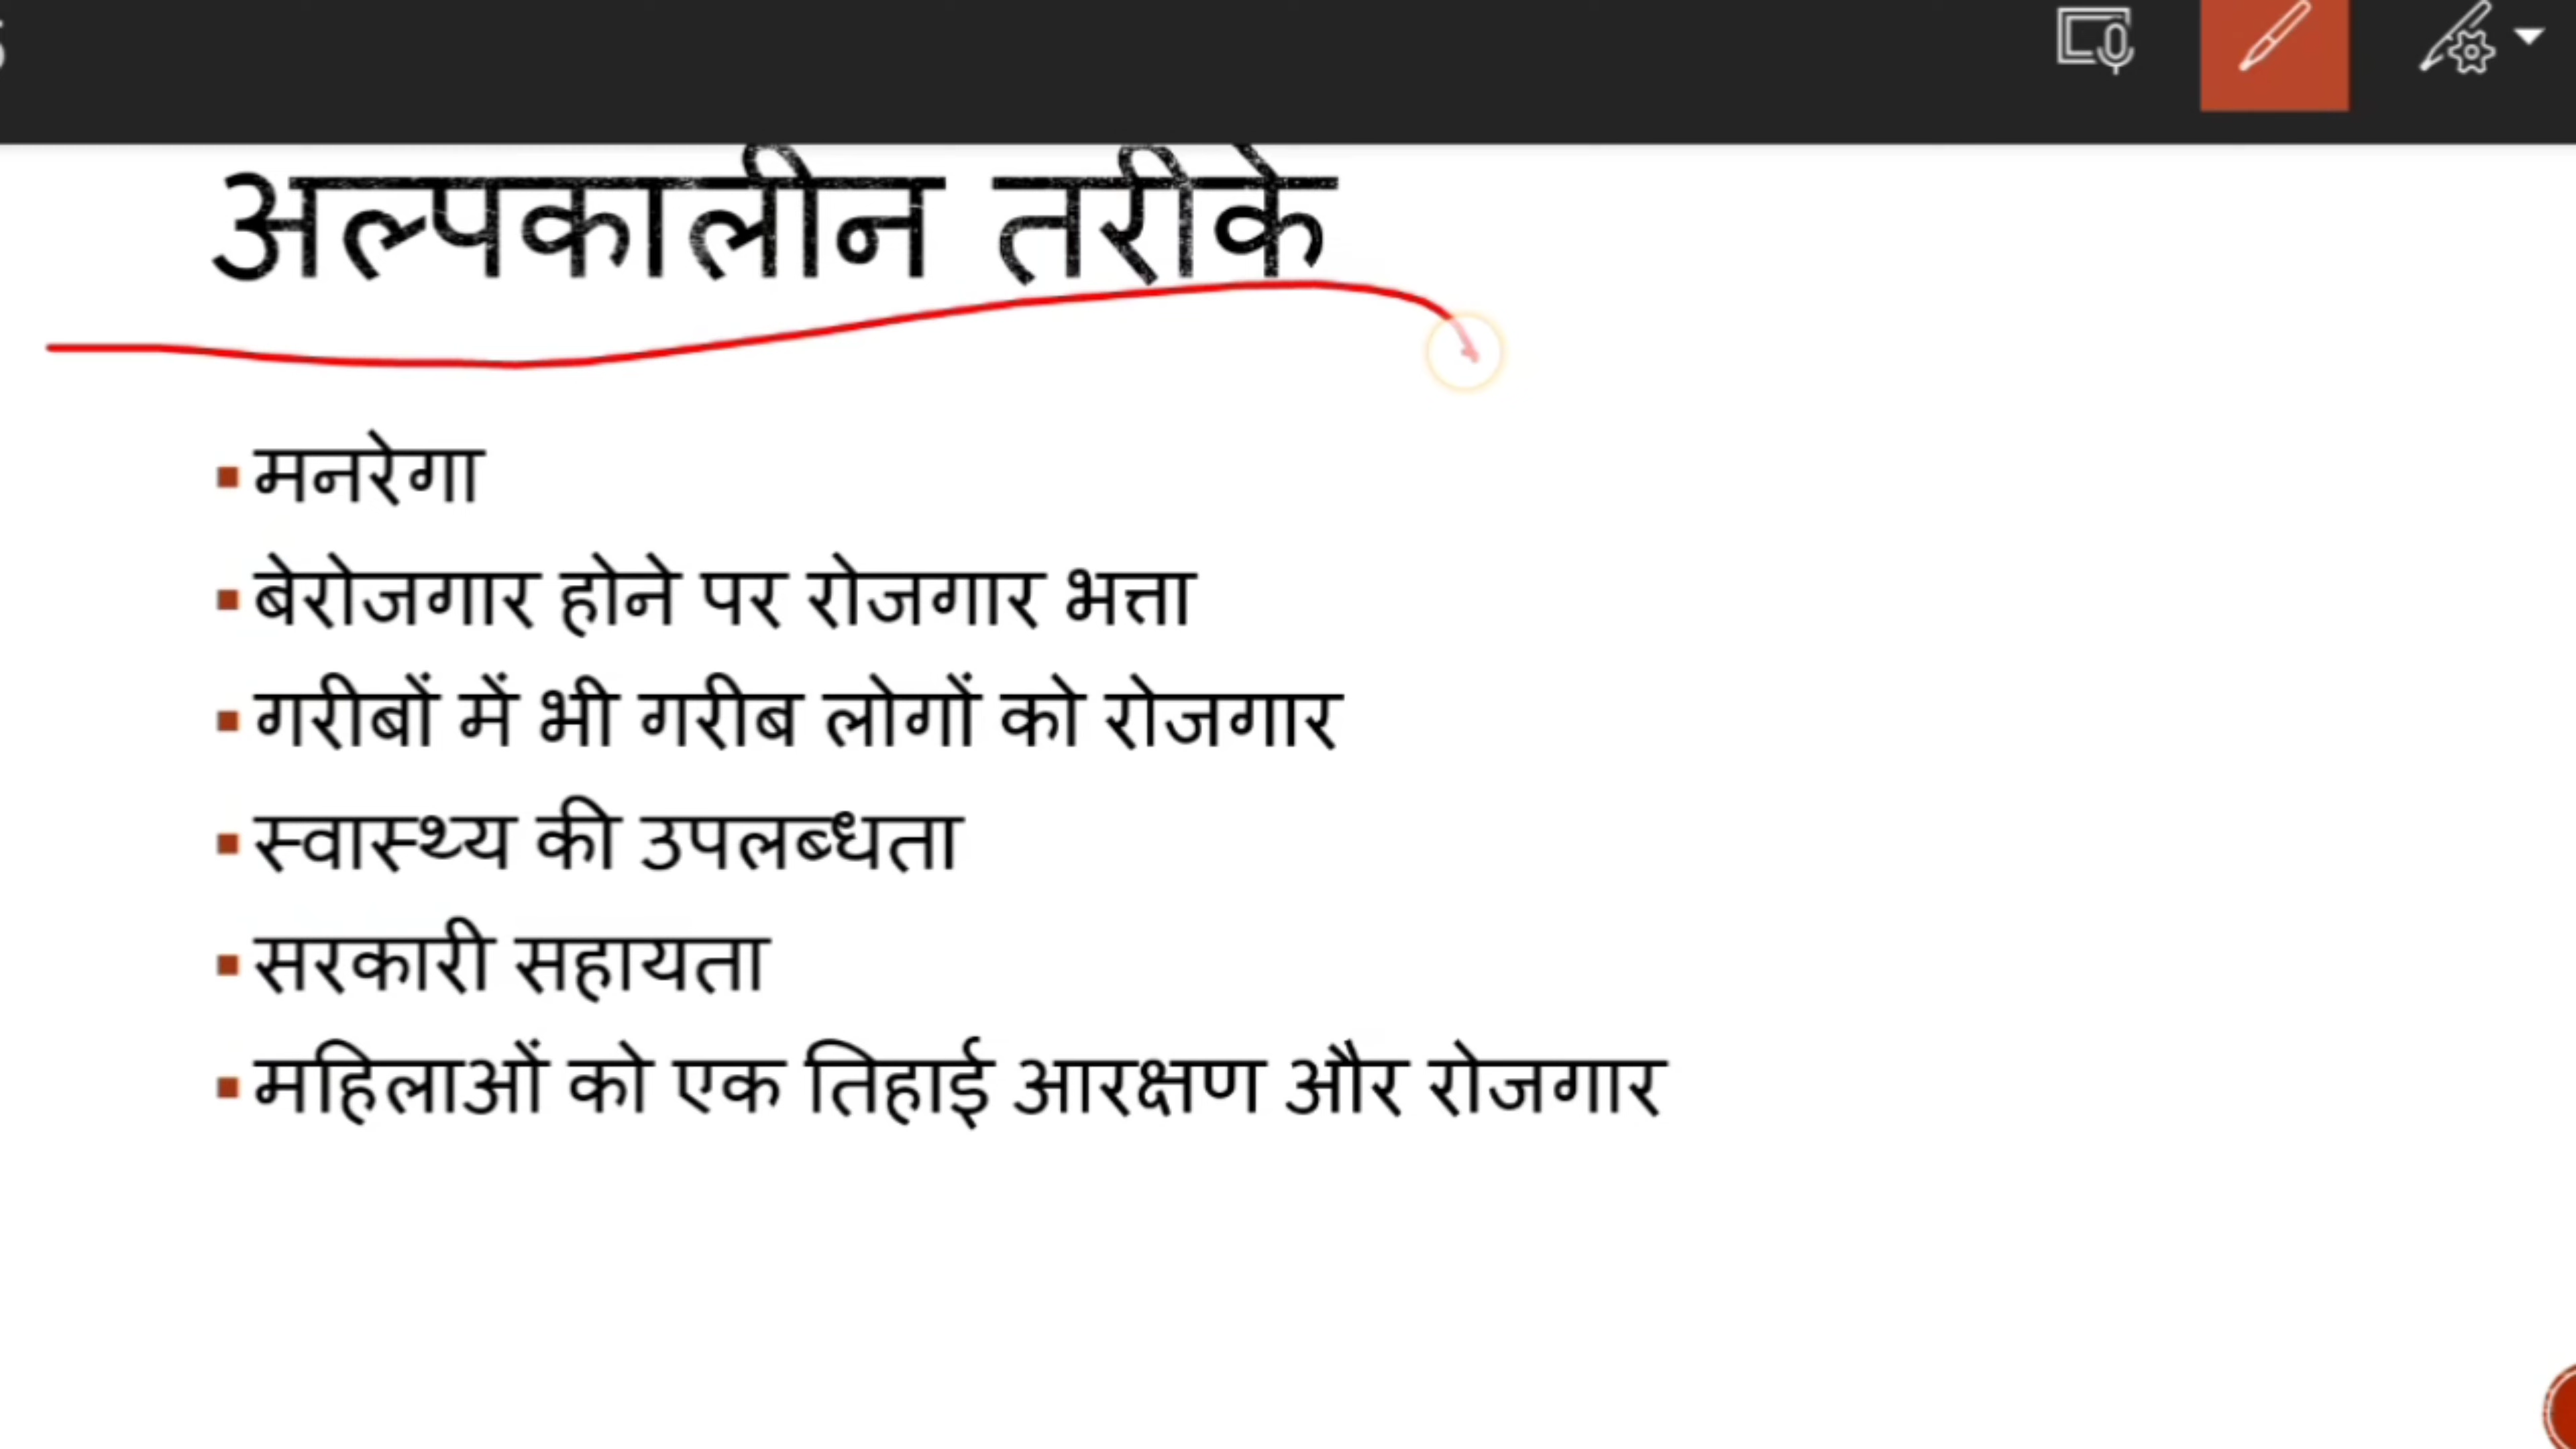 अल्पकालीन तरीके
मनरेगा
बेरोजगार होने पर रोजगार भत्ता
गरीबों में भी गरीब लोगों को रोजगार
स्वास्थ्य की उपलब्धता
सरकारी सहायता
महिलाओं को एक तिहाई आरक्षण और रोजगार